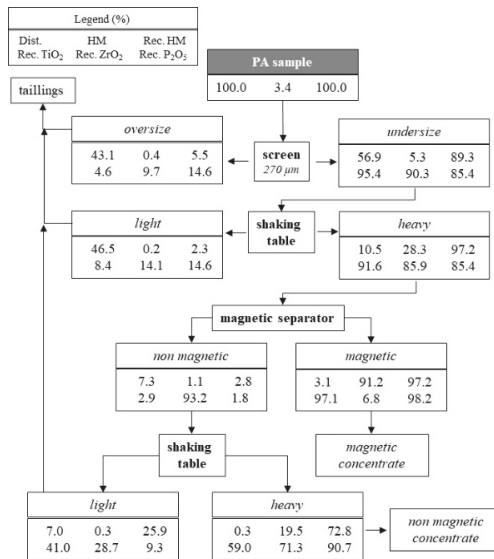 Legend (%)
Dist. HM Rec. HM
Rec. TiO₂ Rec. ZrO₂ Rec. P₂O₅
PA sample
100.0 3.4 100.0
taillings
oversize
43.1 0.4 5.5
4.6 9.7 14.6
screen
270 µm
undersize
56.9 5.3 89.3
95.4 90.3 85.4
light
46.5 0.2 2.3
8.4 14.1 14.6
shaking
table
heavy
10.5 28.3 97.2
91.6 85.9 85.4
magnetic separator
non magnetic
7.3 1.1 2.8
2.9 93.2 1.8
magnetic
3.1 91.2 97.2
97.1 6.8 98.2
shaking
table
magnetic
concentrate
light
7.0 0.3 25.9
41.0 28.7 9.3
heavy
0.3 19.5 72.8
59.0 71.3 90.7
non magnetic
concentrate